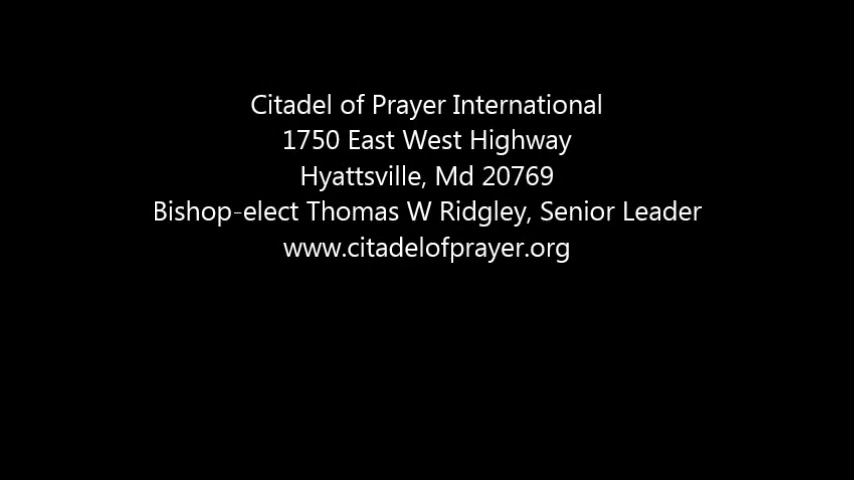 Citadel of Prayer International
1750 East West Highway
Hyattsville, Md 20769
Bishop-elect Thomas W Ridgley, Senior Leader
www.citadelofprayer.org